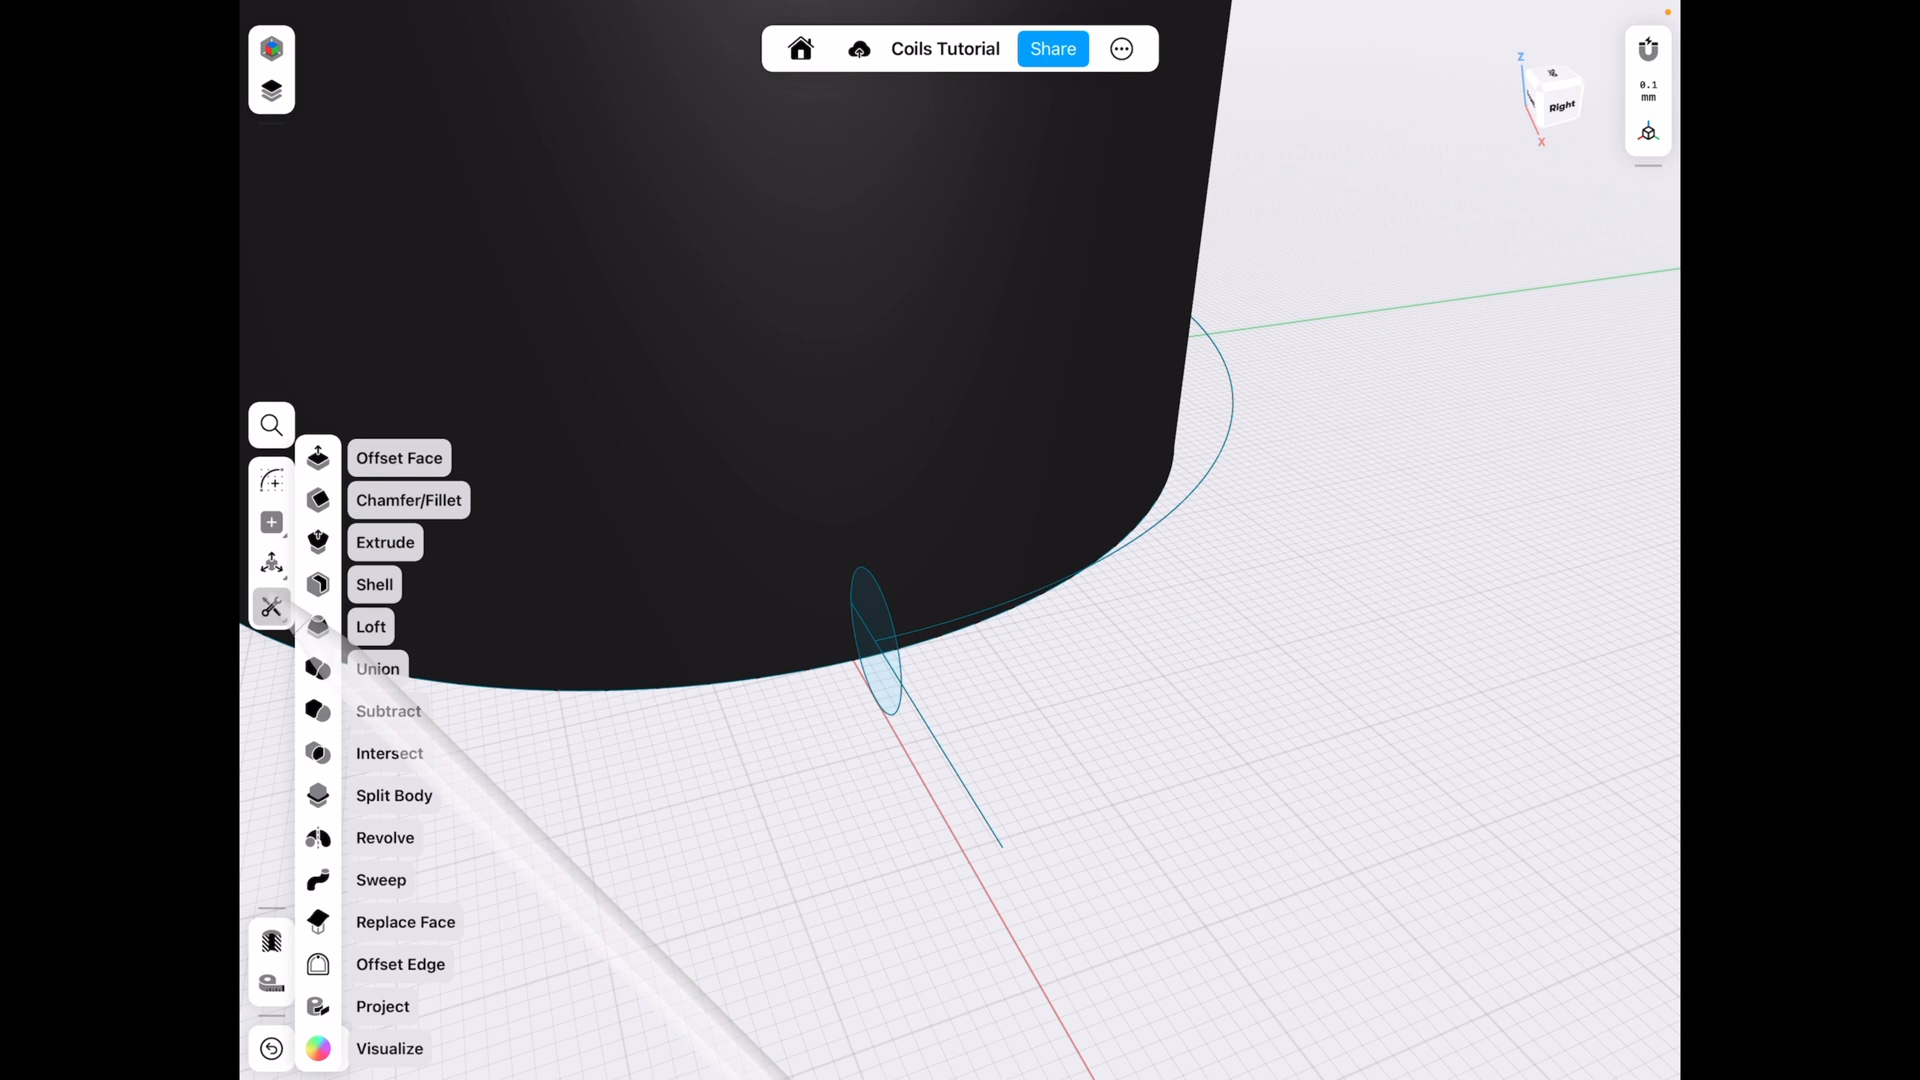 Coils Tutorial
Share
Z
Right
X
0.1
mm
Offset Face
Chamfer/Fillet
Extrude
Shell
Loft
Union
Subtract
Intersect
Split Body
Revolve
Sweep
Replace Face
Offset Edge
Project
Visualize